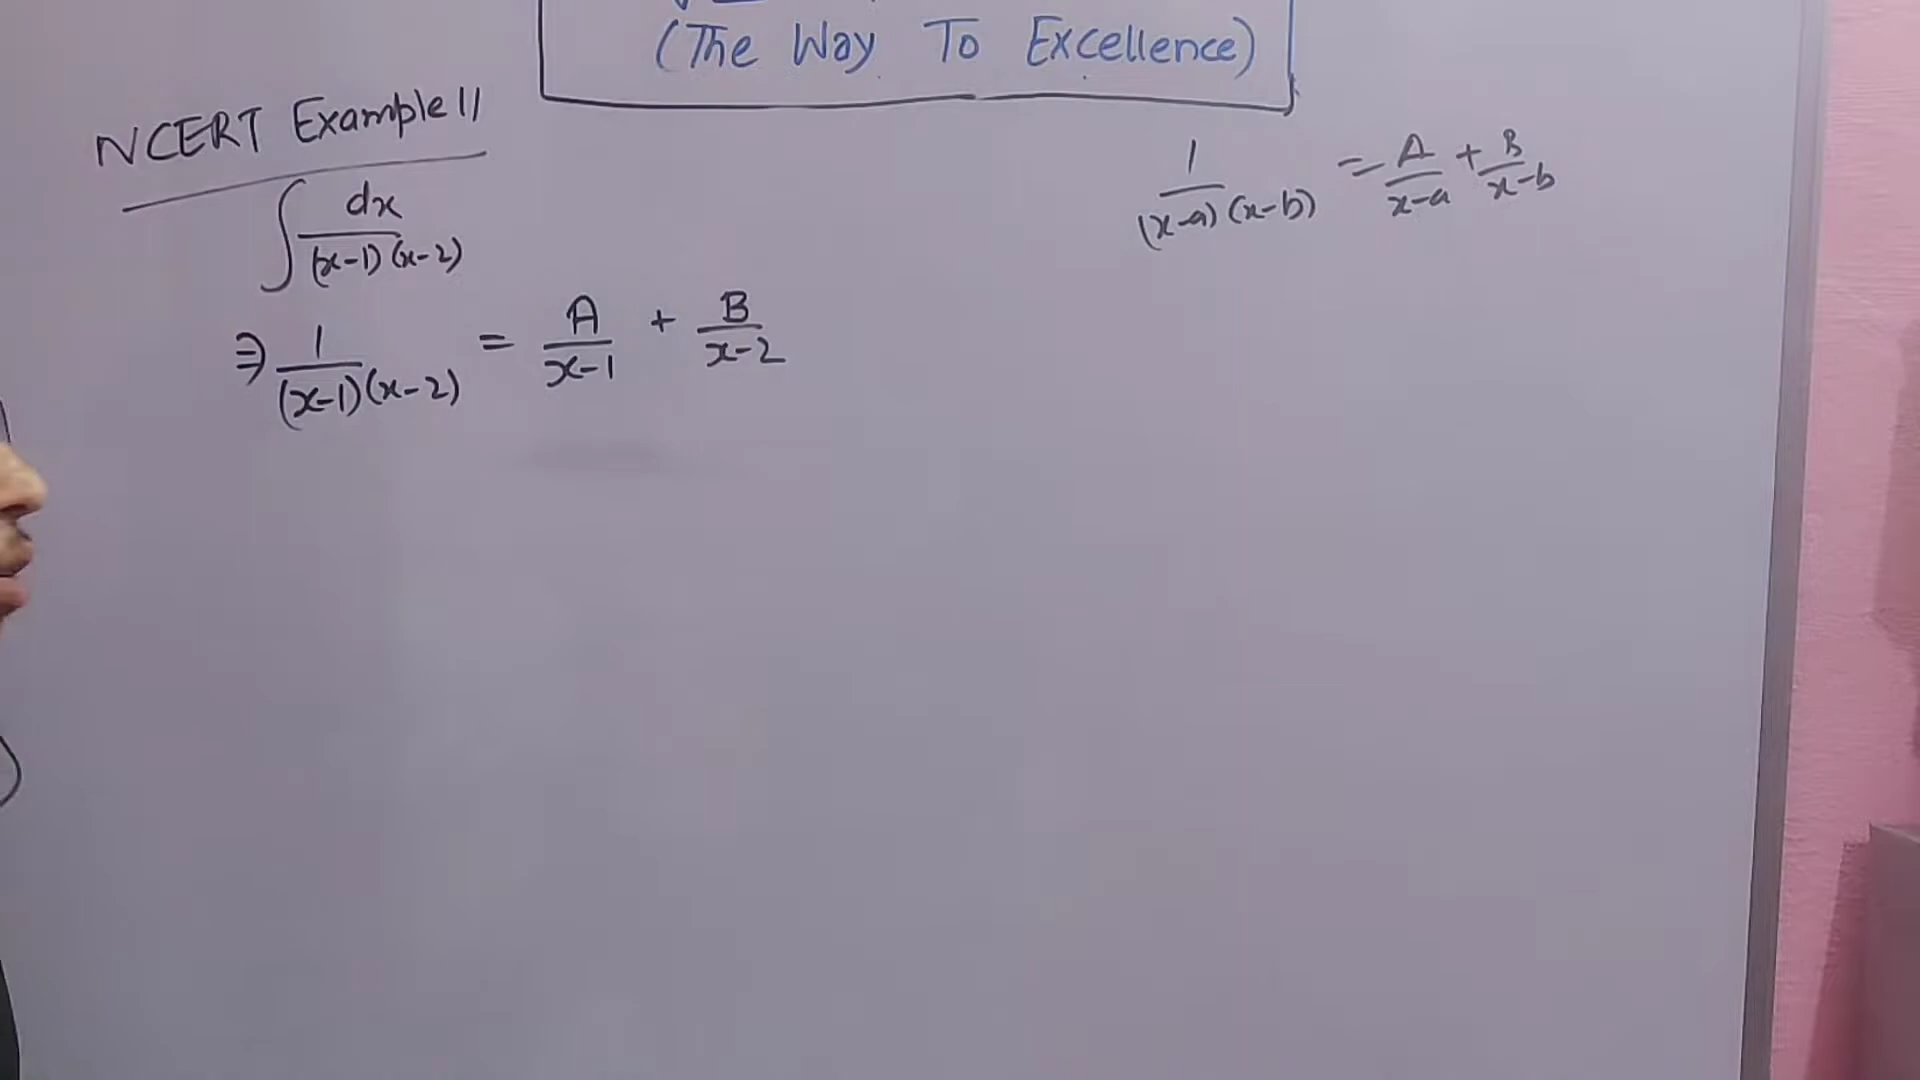 (The Way To Excellence)
NCERT Example 11
∫ dx / (x-1)(x-2)
1 / (x-a)(x-b) = A / x-a + B / x-b
⇒ 1 / (x-1)(x-2) = A / x-1 + B / x-2